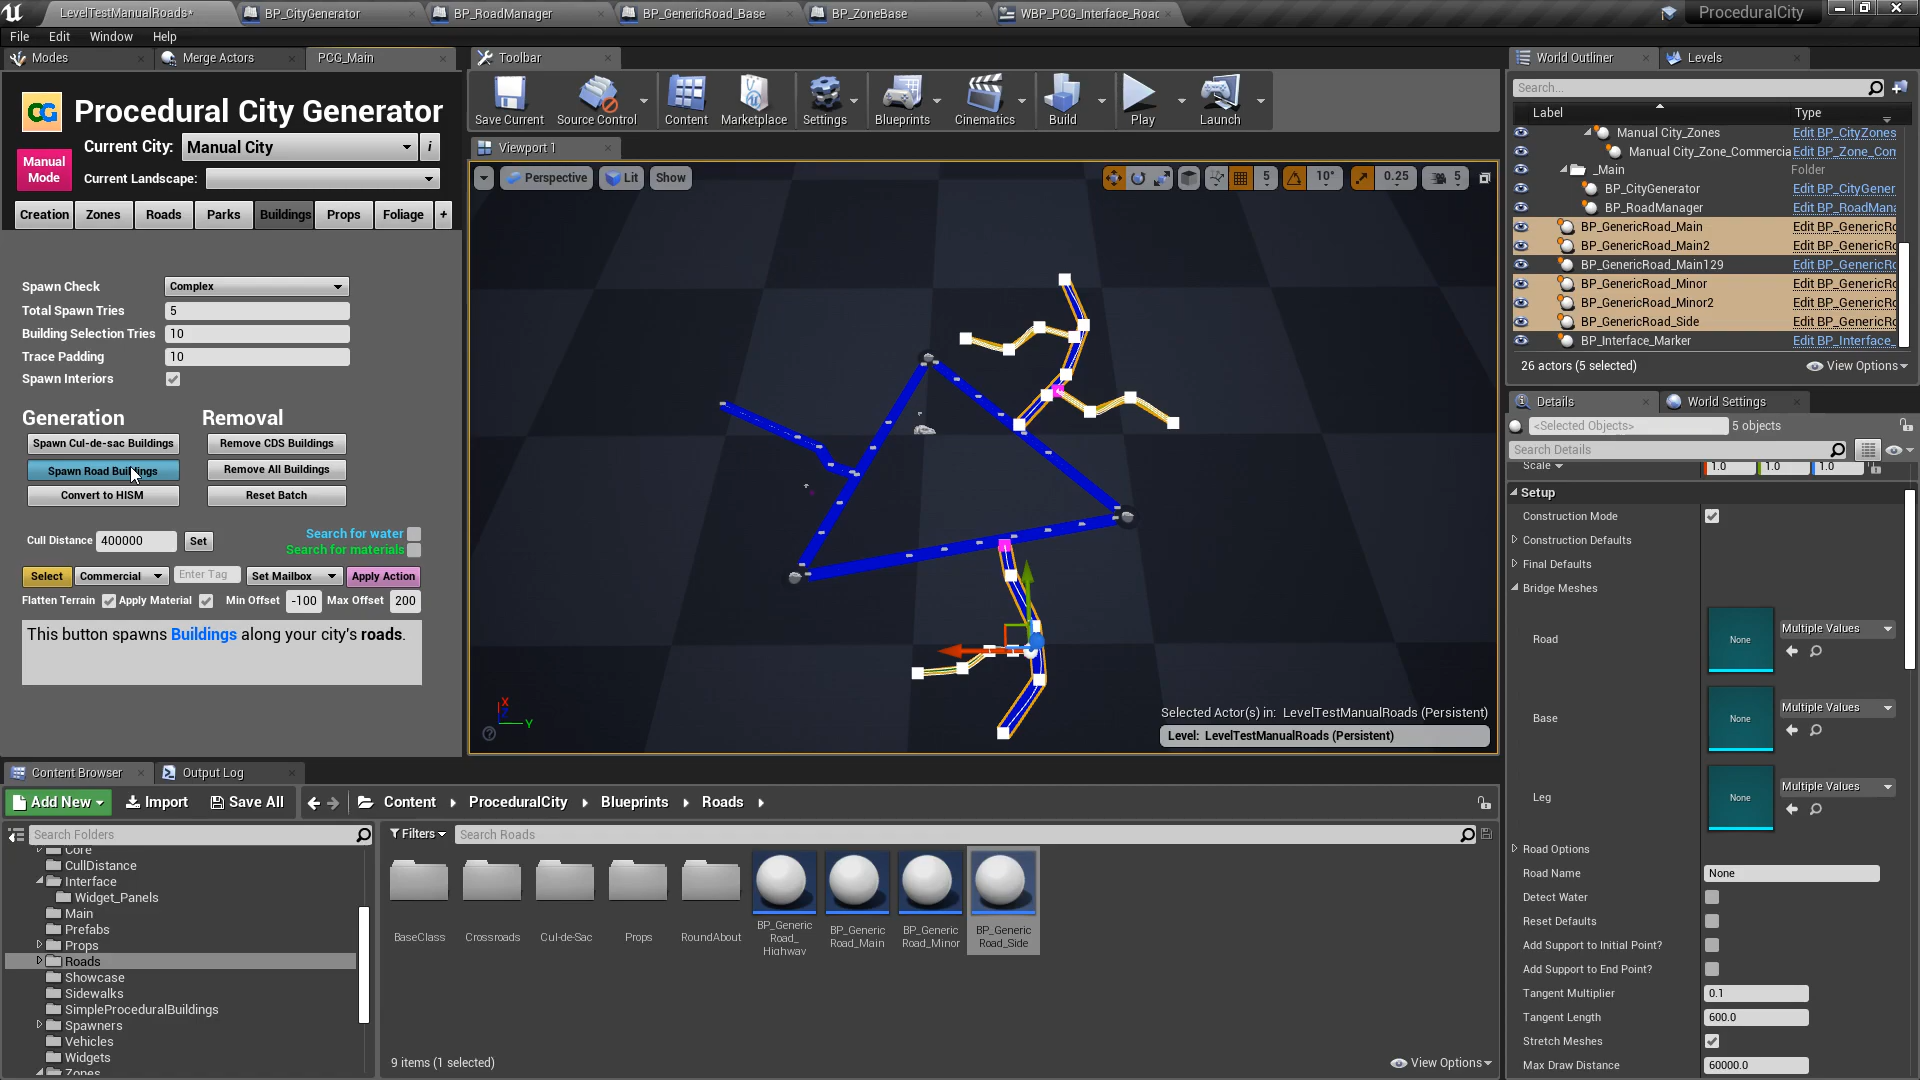 LevelTestManualRoads*
BP_CityGenerator
BP_RoadManager
BP_GenericRoad_Base
BP_ZoneBase
WBP_PCG_Interface_Roac
ProceduralCity
File
Edit
Window
Help
Modes
Merge Actors
PCG_Main
Toolbar
World Outliner
Levels
CG
Procedural City Generator
Current City:
Manual City
i
Manual
Mode
Current Landscape:
Creation
Zones
Roads
Parks
Buildings
Props
Foliage
+
Save Current
Source Control
Content
Marketplace
Settings
Blueprints
Cinematics
Build
Play
Launch
Viewport 1
Perspective
Lit
Show
5
10°
0.25
5
Spawn Check
Complex
Total Spawn Tries
5
Building Selection Tries
10
Trace Padding
10
Spawn Interiors
Generation
Removal
Spawn Cul-de-sac Buildings
Remove CDS Buildings
Spawn Road Buildings
Remove All Buildings
Convert to HISM
Reset Batch
Cull Distance
400000
Set
Search for water
Search for materials
Select
Commercial
Enter Tag
Set Mailbox
Apply Action
Flatten Terrain
Apply Material
Min Offset
-100
Max Offset
200
This button spawns Buildings along your city's roads.
X
Y
Selected Actor(s) in: LevelTestManualRoads (Persistent)
Level: LevelTestManualRoads (Persistent)
Search...
Label
Type
Manual City_Zones
Edit BP_CityZones
Manual City_Zone_Commercia
Edit BP_Zone_Com
_Main
Folder
BP_CityGenerator
Edit BP_CityGener
BP_RoadManager
Edit BP_RoadMana
BP_GenericRoad_Main
Edit BP_GenericRc
BP_GenericRoad_Main2
Edit BP_GenericRc
BP_GenericRoad_Main129
Edit BP_GenericRc
BP_GenericRoad_Minor
Edit BP_GenericRc
BP_GenericRoad_Minor2
Edit BP_GenericRc
BP_GenericRoad_Side
Edit BP_GenericRc
BP_Interface_Marker
Edit BP_Interface_
26 actors (5 selected)
View Options
Details
World Settings
<Selected Objects>
5 objects
Search Details
Scale
1.0
1.0
1.0
Setup
Construction Mode
Construction Defaults
Final Defaults
Bridge Meshes
Road
None
Multiple Values
Base
None
Multiple Values
Leg
None
Multiple Values
Road Options
Road Name
None
Detect Water
Reset Defaults
Add Support to Initial Point?
Add Support to End Point?
Tangent Multiplier
0.1
Tangent Length
600.0
Stretch Meshes
Max Draw Distance
60000.0
Content Browser
Output Log
Add New
Import
Save All
Content
ProceduralCity
Blueprints
Roads
Search Folders
Filters
Search Roads
Core
CullDistance
Interface
Widget_Panels
Main
Prefabs
Props
Roads
Showcase
Sidewalks
SimpleProceduralBuildings
Spawners
Vehicles
Widgets
Zones
BaseClass
Crossroads
Cul-de-Sac
Props
RoundAbout
BP_Generic
Road_
Highway
BP_Generic
Road_Main
BP_Generic
Road_Minor
BP_Generic
Road_Side
9 items (1 selected)
View Options